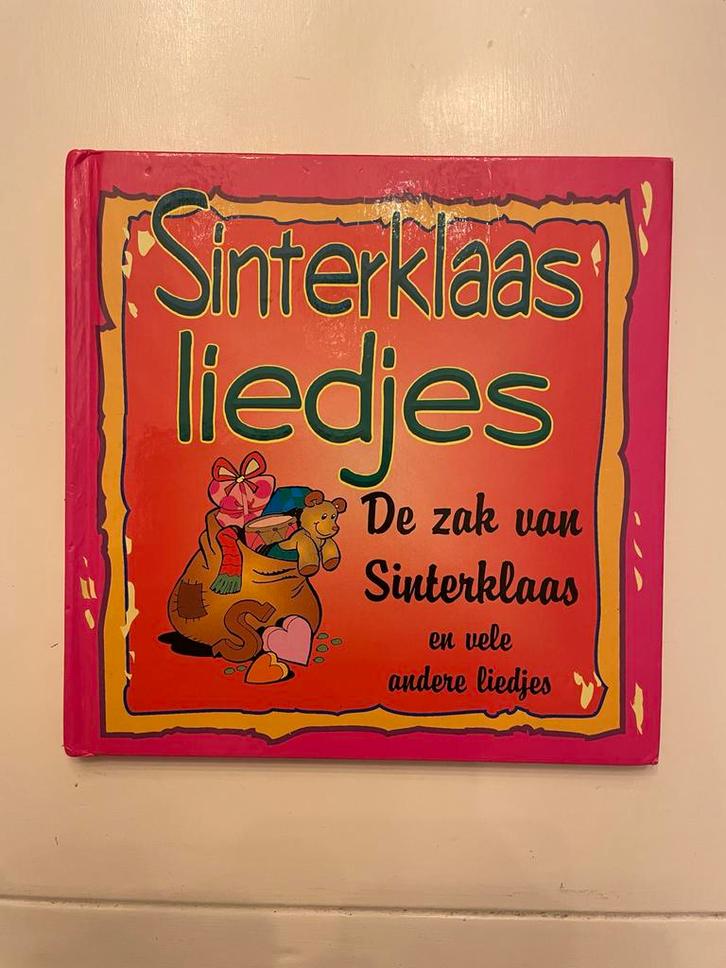 Sinterklaas
liedjes
De zak van
Sinterklaas
en vele
andere liedjes
S